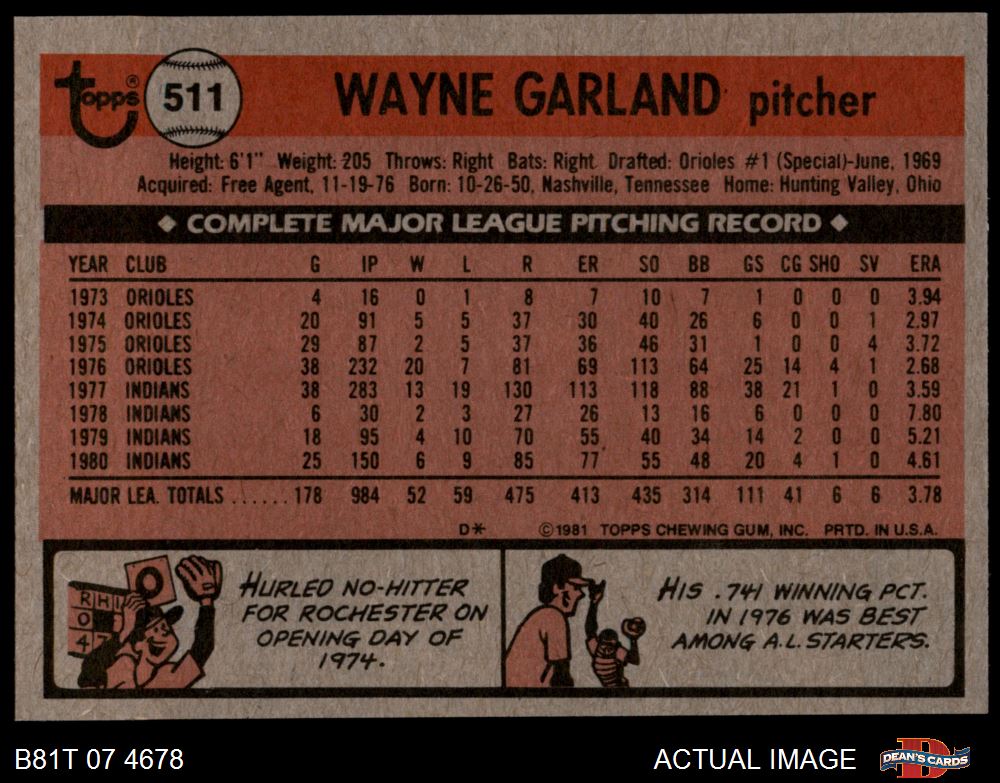 Topps® 511 WAYNE GARLAND pitcher
Height: 6'1" Weight: 205 Throws: Right Bats: Right Drafted: Orioles #1 (Special)-June, 1969
Acquired: Free Agent, 11-19-76 Born: 10-26-50, Nashville, Tennessee Home: Hunting Valley, Ohio
◆ COMPLETE MAJOR LEAGUE PITCHING RECORD ◆
YEAR CLUB G IP W L R ER SO BB GS CG SHO SV ERA
1973 ORIOLES 4 16 0 1 8 7 10 7 1 0 0 0 3.94
1974 ORIOLES 20 91 5 5 37 30 40 26 6 0 0 1 2.97
1975 ORIOLES 29 87 2 5 37 36 46 31 1 0 0 4 3.72
1976 ORIOLES 38 232 20 7 81 69 113 64 25 14 4 1 2.68
1977 INDIANS 38 283 13 19 130 113 118 88 38 21 1 0 3.59
1978 INDIANS 6 30 2 3 27 26 13 16 6 0 0 0 7.80
1979 INDIANS 18 95 4 10 70 55 40 34 14 2 0 0 5.21
1980 INDIANS 25 150 6 9 85 77 55 48 20 4 1 0 4.61
MAJOR LEA. TOTALS ...... 178 984 52 59 475 413 435 314 111 41 6 6 3.78
D* ©1981 TOPPS CHEWING GUM, INC. PRTD. IN U.S.A.
R H
0
0
4
HURLED NO-HITTER
FOR ROCHESTER ON
OPENING DAY OF
1974.
HIS .741 WINNING PCT.
IN 1976 WAS BEST
AMONG A.L. STARTERS.
B81T 07 4678 ACTUAL IMAGE DEAN'S CARDS